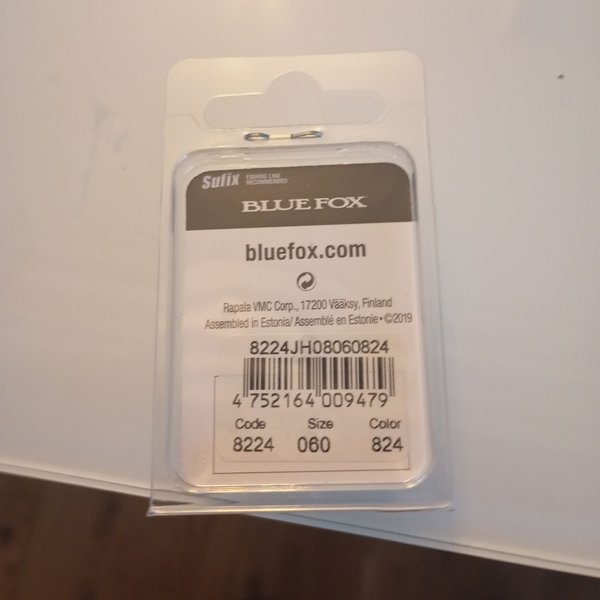 Sufix FISHING LINE RECOMMENDED
BLUE FOX
bluefox.com
Rapala VMC Corp., 17200 Vääksy, Finland
Assembled in Estonia/ Assemblé en Estonie•©2019
8224JH08060824
4 752164 009479
Code Size Color
8224 060 824